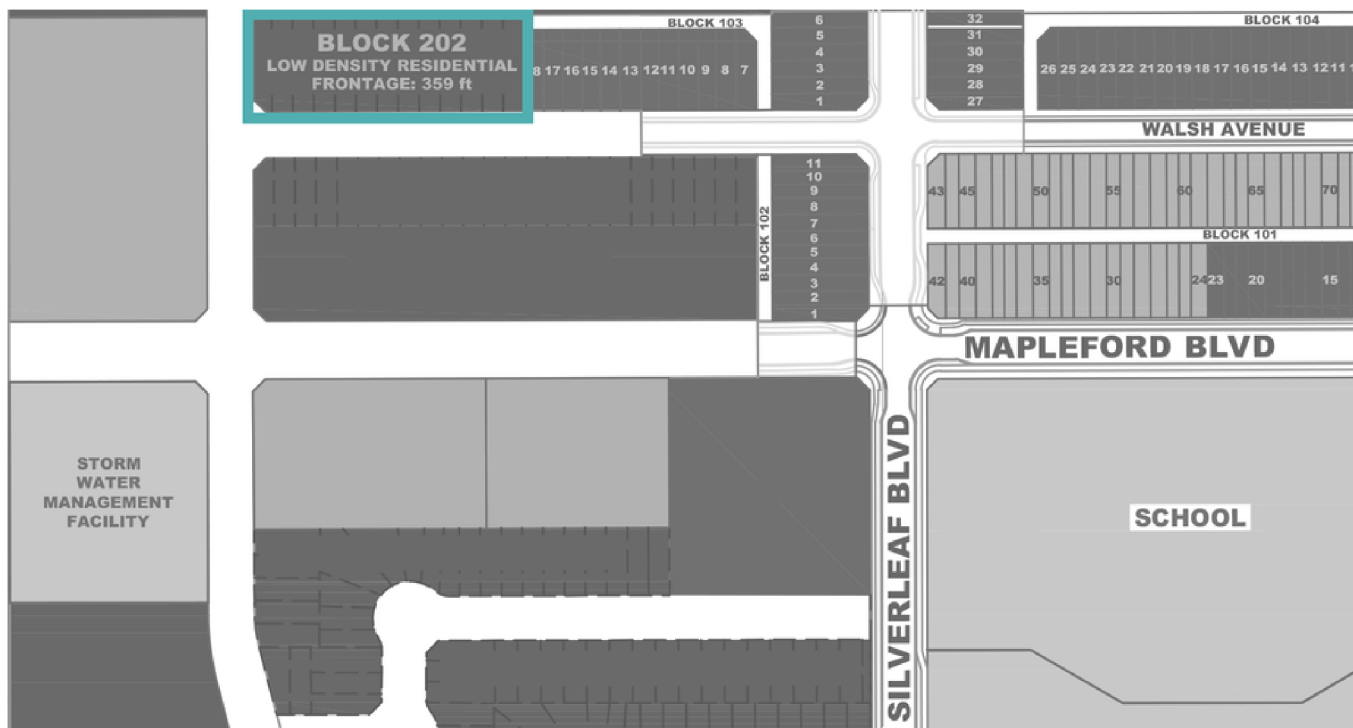 BLOCK 202
LOW DENSITY RESIDENTIAL
FRONTAGE: 359 ft
BLOCK 103
8 17 16 15 14 13 12 11 10 9 8 7
6
5
4
3
2
1
32
31
30
29
28
27
BLOCK 104
26 25 24 23 22 21 20 19 18 17 16 15 14 13 12 11
WALSH AVENUE
11
10
9
8
7
6
5
4
3
2
1
BLOCK 102
43 45 50 55 60 65 70
BLOCK 101
42 40 35 30 24 23 20 15
MAPLEFORD BLVD
SILVERLEAF BLVD
STORM
WATER
MANAGEMENT
FACILITY
SCHOOL